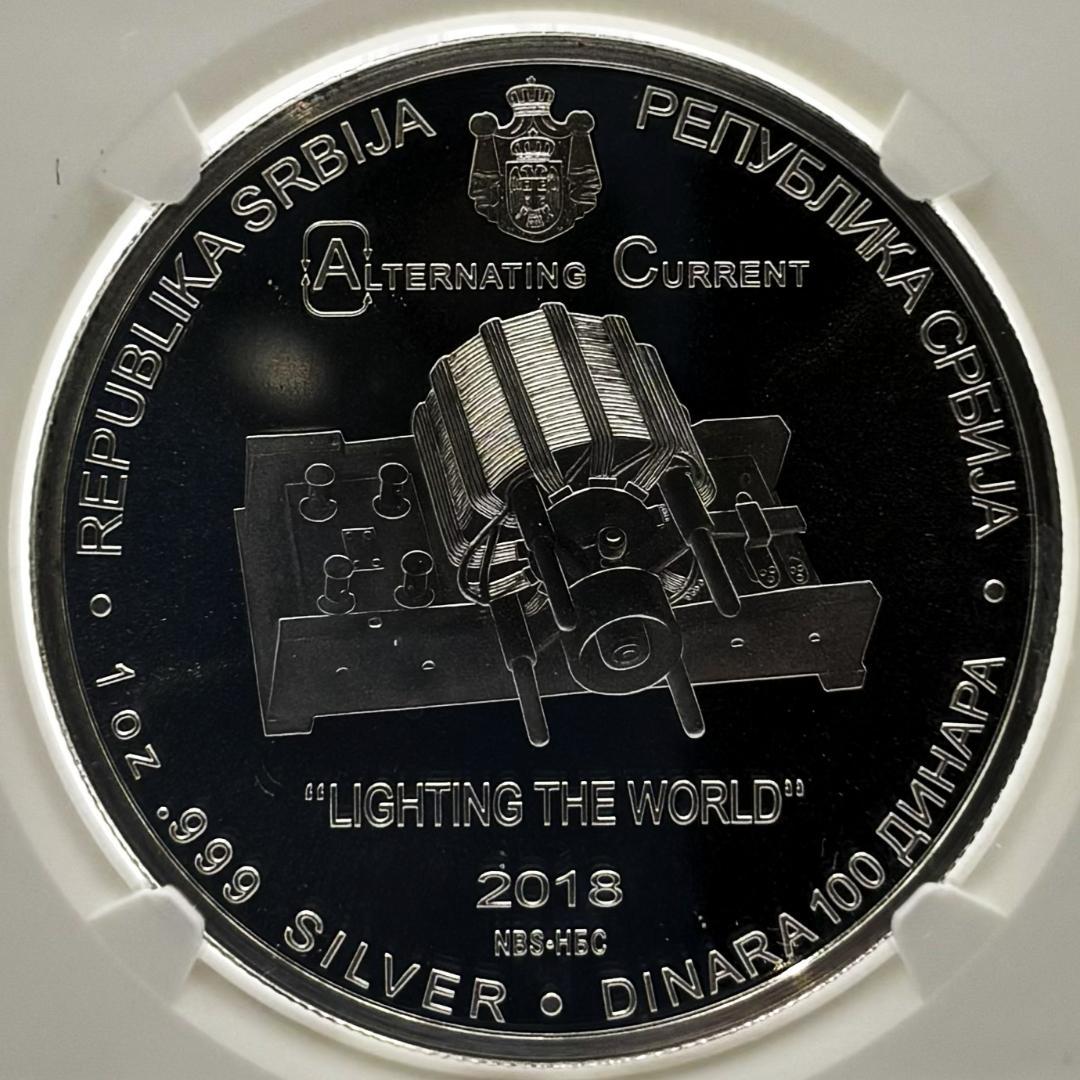 REPUBLIKA SRBIJA
РЕПУБЛИКА СРБИЈА
ALTERNATING CURRENT
"LIGHTING THE WORLD"
2018
NBS•НБС
• 1 OZ .999 SILVER • DINARA 100 ДИНАРА •